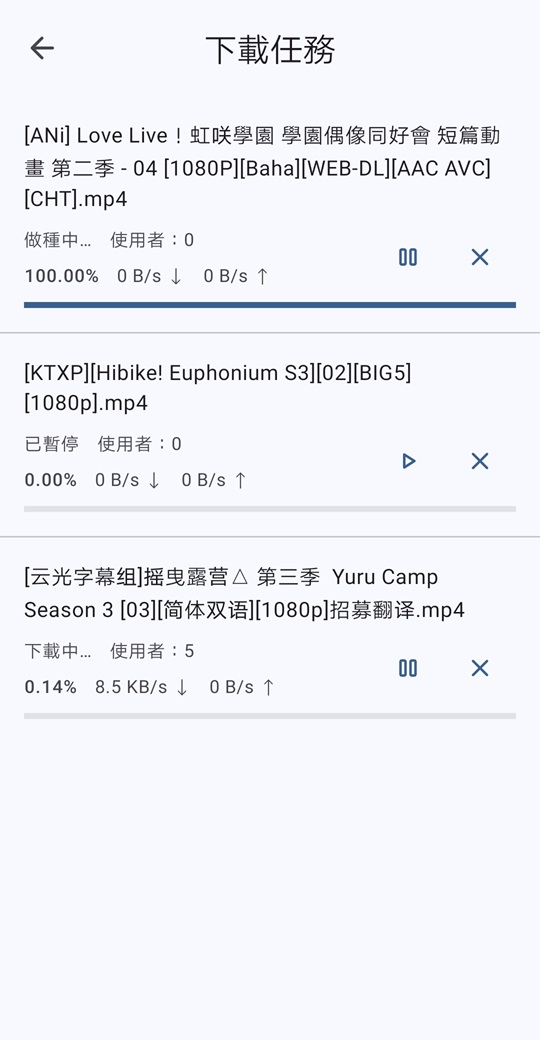 下載任務
[ANi] Love Live！虹咲學園 學園偶像同好會 短篇動
畫 第二季 - 04 [1080P][Baha][WEB-DL][AAC AVC]
[CHT].mp4
做種中... 使用者：0
100.00% 0 B/s ↓ 0 B/s ↑
[KTXP][Hibike! Euphonium S3][02][BIG5]
[1080p].mp4
已暫停 使用者：0
0.00% 0 B/s ↓ 0 B/s ↑
[云光字幕组]摇曳露营△ 第三季 Yuru Camp
Season 3 [03][简体双语][1080p]招募翻译.mp4
下載中... 使用者：5
0.14% 8.5 KB/s ↓ 0 B/s ↑